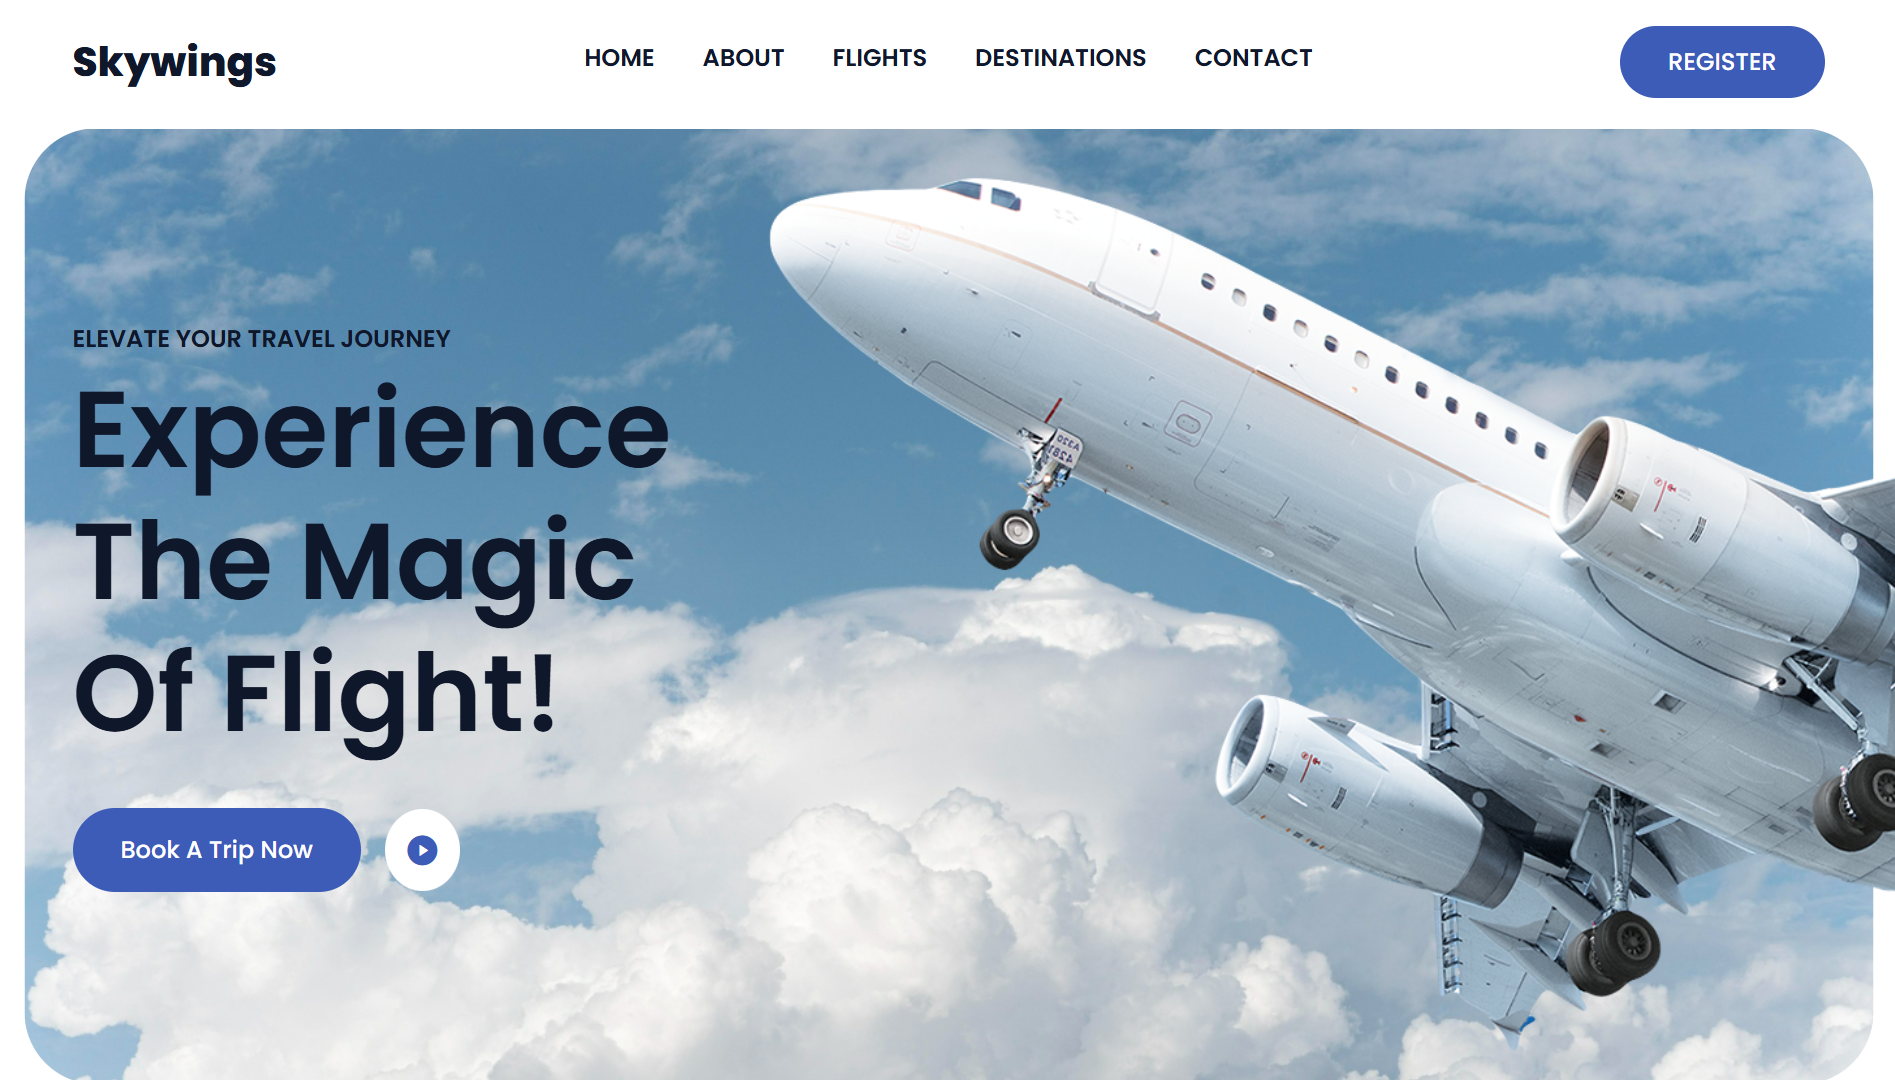 Skywings
HOME ABOUT FLIGHTS DESTINATIONS CONTACT
REGISTER
ELEVATE YOUR TRAVEL JOURNEY
Experience
The Magic
Of Flight!
Book A Trip Now